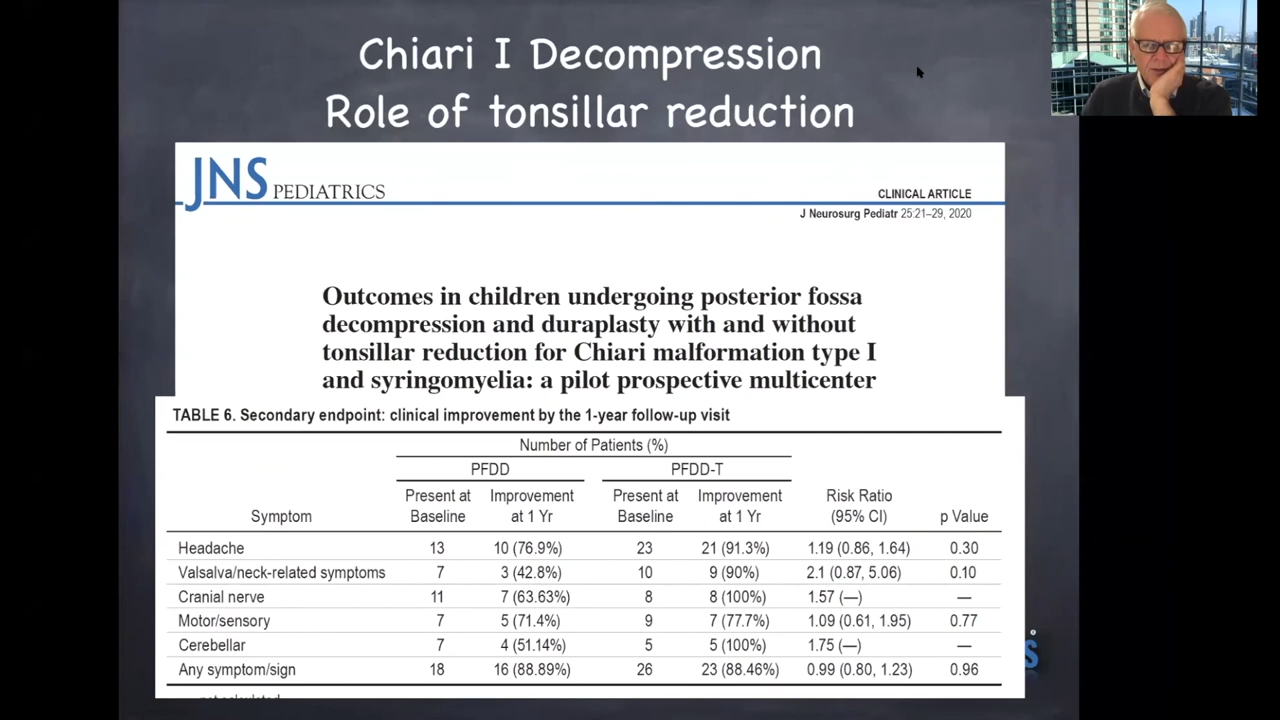 Chiari I Decompression
Role of tonsillar reduction
JNS PEDIATRICS
CLINICAL ARTICLE
J Neurosurg Pediatr 25:21–29, 2020
Outcomes in children undergoing posterior fossa
decompression and duraplasty with and without
tonsillar reduction for Chiari malformation type I
and syringomyelia: a pilot prospective multicenter
TABLE 6. Secondary endpoint: clinical improvement by the 1-year follow-up visit
Number of Patients (%)
PFDD PFDD-T
Present at Improvement Present at Improvement Risk Ratio
Symptom Baseline at 1 Yr Baseline at 1 Yr (95% CI) p Value
Headache 13 10 (76.9%) 23 21 (91.3%) 1.19 (0.86, 1.64) 0.30
Valsalva/neck-related symptoms 7 3 (42.8%) 10 9 (90%) 2.1 (0.87, 5.06) 0.10
Cranial nerve 11 7 (63.63%) 8 8 (100%) 1.57 (—) —
Motor/sensory 7 5 (71.4%) 9 7 (77.7%) 1.09 (0.61, 1.95) 0.77
Cerebellar 7 4 (51.14%) 5 5 (100%) 1.75 (—) —
Any symptom/sign 18 16 (88.89%) 26 23 (88.46%) 0.99 (0.80, 1.23) 0.96